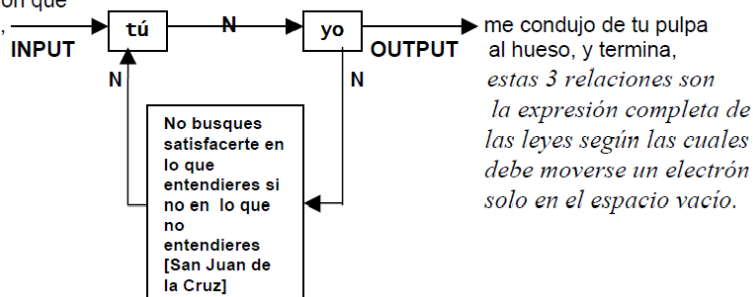 ón que
, INPUT tú N yo OUTPUT me condujo de tu pulpa
al hueso, y termina,
N N estas 3 relaciones son
la expresión completa de
las leyes según las cuales
debe moverse un electrón
solo en el espacio vacío.
No busques
satisfacerte en
lo que
entendieres si
no en lo que
no
entendieres
[San Juan de
la Cruz]